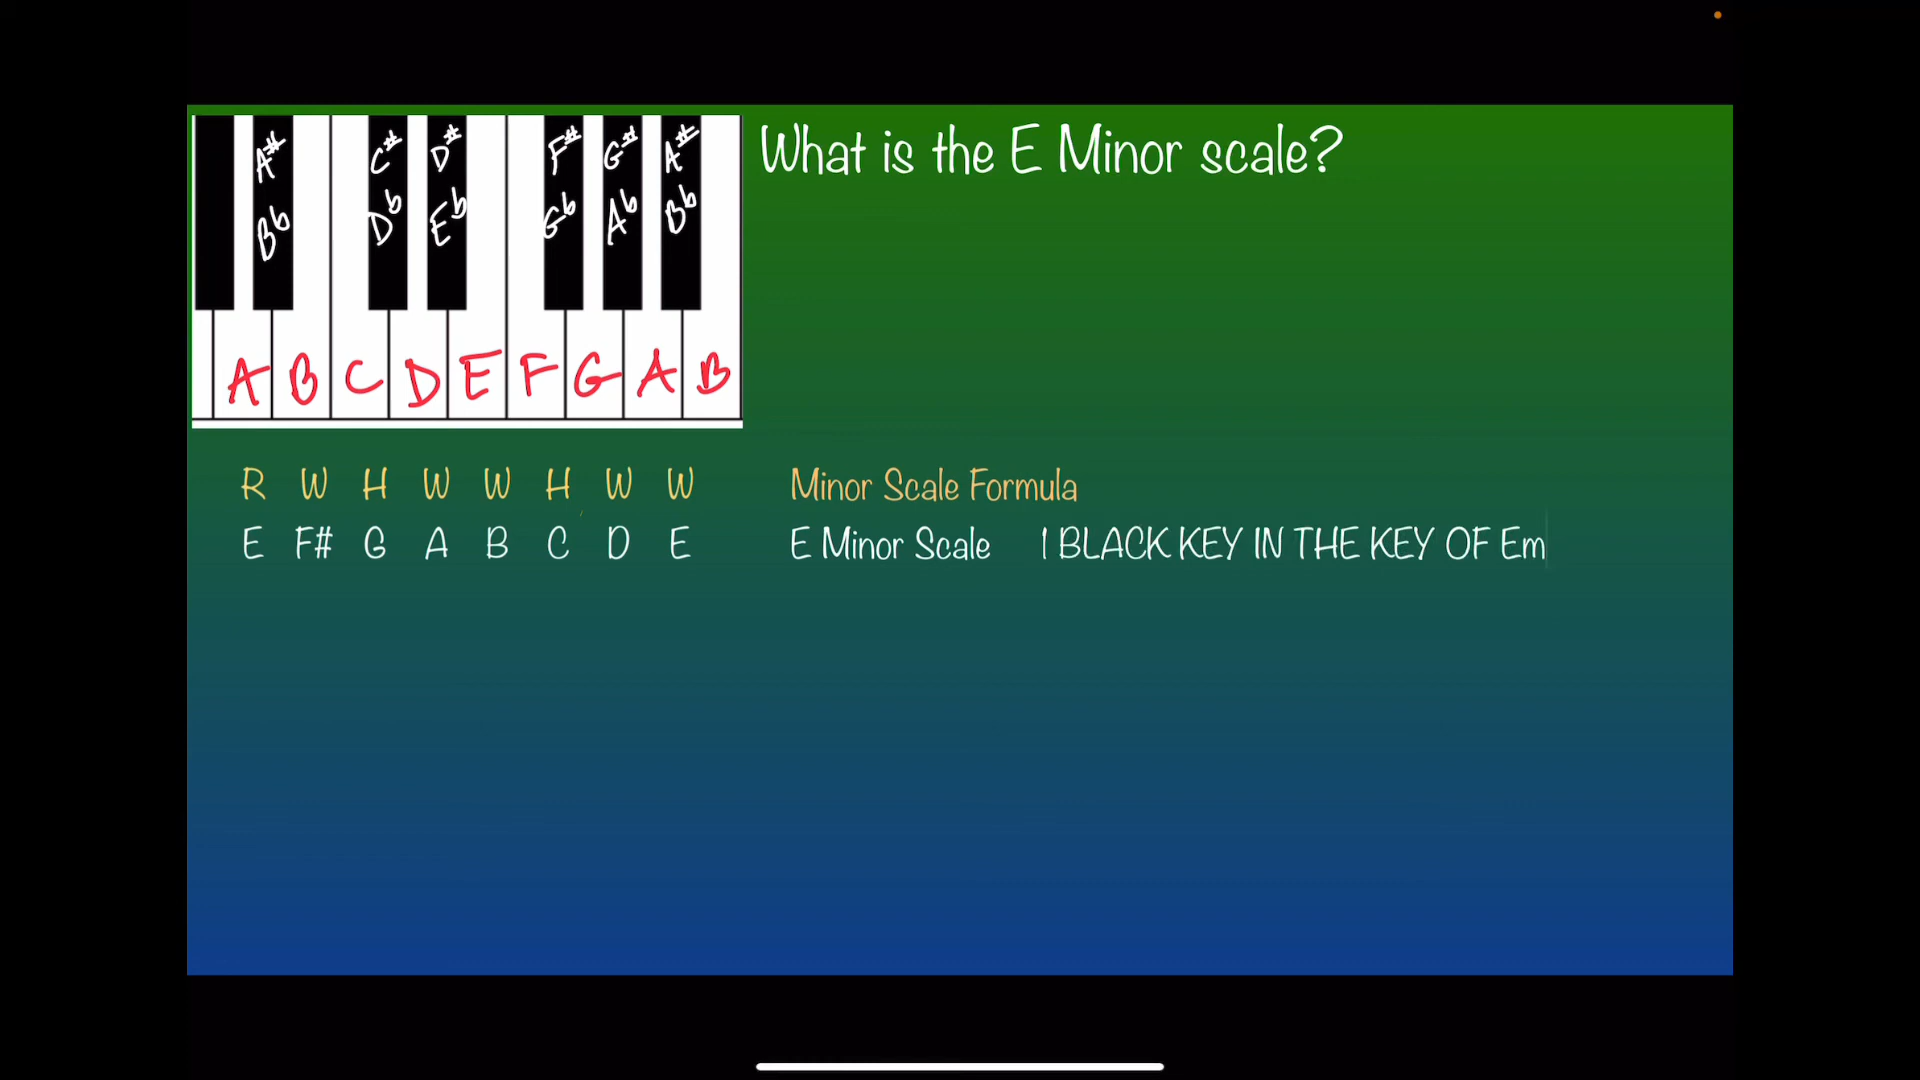 What is the E Minor scale?
A# C# D# F# G# A#
Bb Db Eb Gb Ab Bb
A B C D E F G A B
R W H W W H W W Minor Scale Formula
E F# G A B C D E E Minor Scale 1 BLACK KEY IN THE KEY OF Em